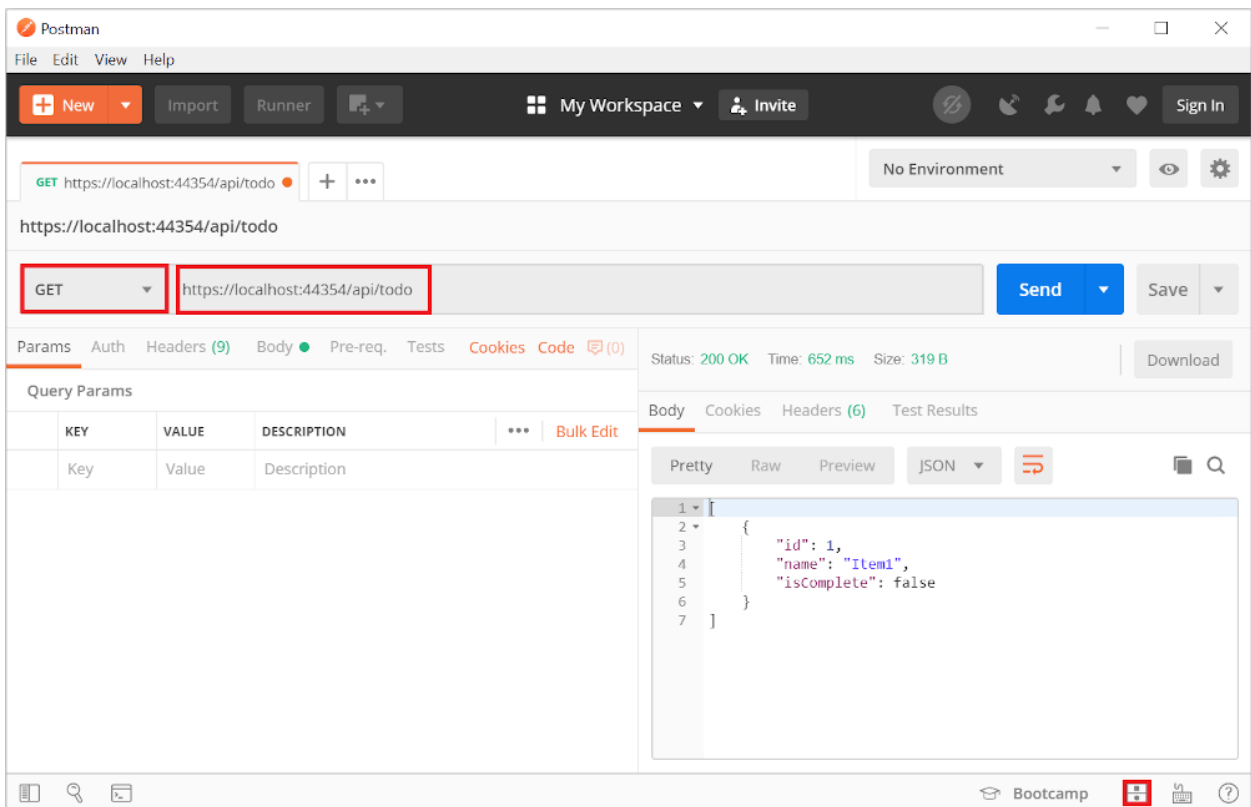 Postman
File Edit View Help
New Import Runner My Workspace Invite Sign In
GET https://localhost:44354/api/todo No Environment
https://localhost:44354/api/todo
GET https://localhost:44354/api/todo Send Save
Params Auth Headers (9) Body Pre-req. Tests Cookies Code (0)
Status: 200 OK Time: 652 ms Size: 319 B Download
Query Params
KEY VALUE DESCRIPTION Bulk Edit
Key Value Description
Body Cookies Headers (6) Test Results
Pretty Raw Preview JSON
1 [
2 {
3 "id": 1,
4 "name": "Item1",
5 "isComplete": false
6 }
7 ]
Bootcamp